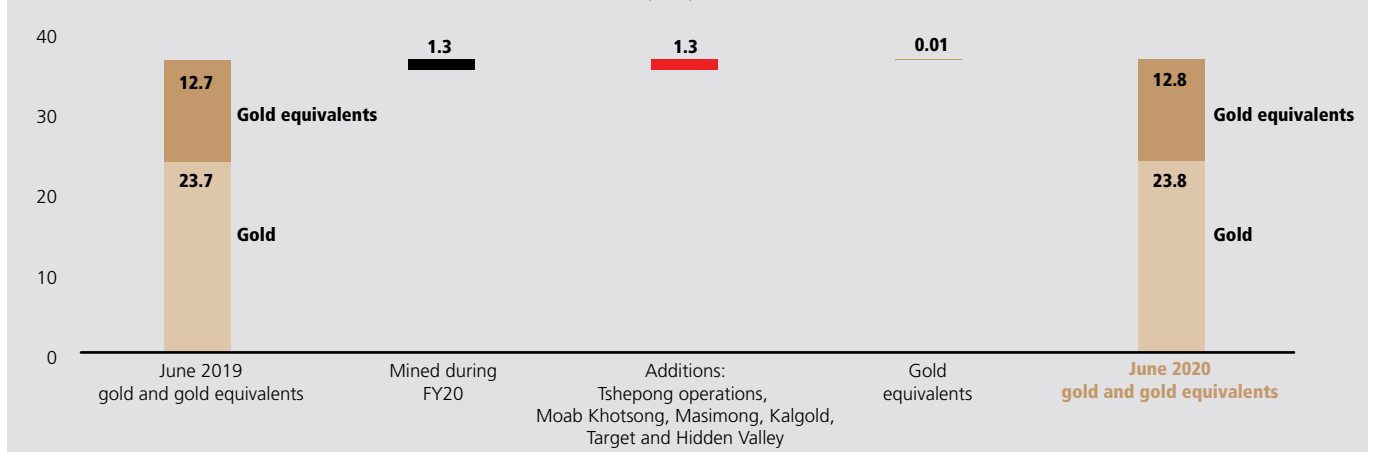 40
30
20
10
0
12.7
23.7
Gold equivalents
Gold
1.3
1.3
0.01
12.8
23.8
Gold equivalents
Gold
June 2019
gold and gold equivalents
Mined during
FY20
Additions:
Tshepong operations,
Moab Khotsong, Masimong, Kalgold,
Target and Hidden Valley
Gold
equivalents
June 2020
gold and gold equivalents